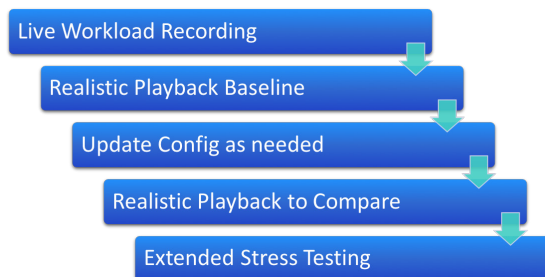 Live Workload Recording
Realistic Playback Baseline
Update Config as needed
Realistic Playback to Compare
Extended Stress Testing